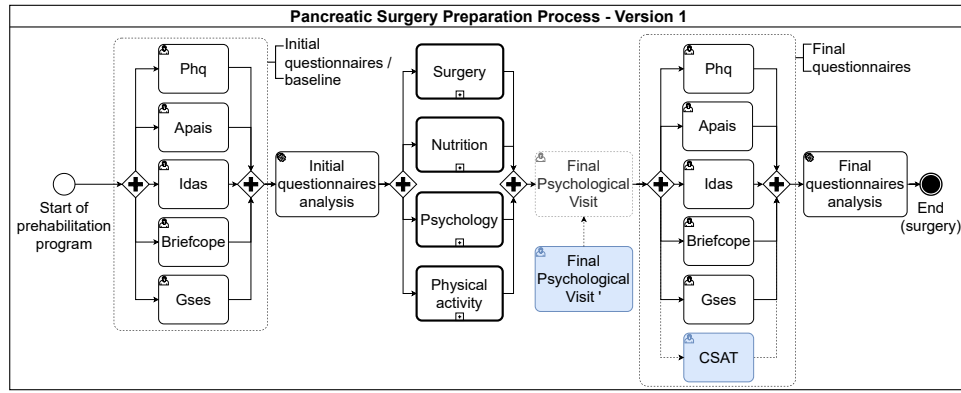 Pancreatic Surgery Preparation Process - Version 1
Start of
prehabilitation
program
Phq
Apais
Idas
Briefcope
Gses
Initial
questionnaires /
baseline
Initial
questionnaires
analysis
Surgery
Nutrition
Psychology
Physical
activity
Final
Psychological
Visit
Final
Psychological
Visit '
Phq
Apais
Idas
Briefcope
Gses
CSAT
Final
questionnaires
Final
questionnaires
analysis
End
(surgery)